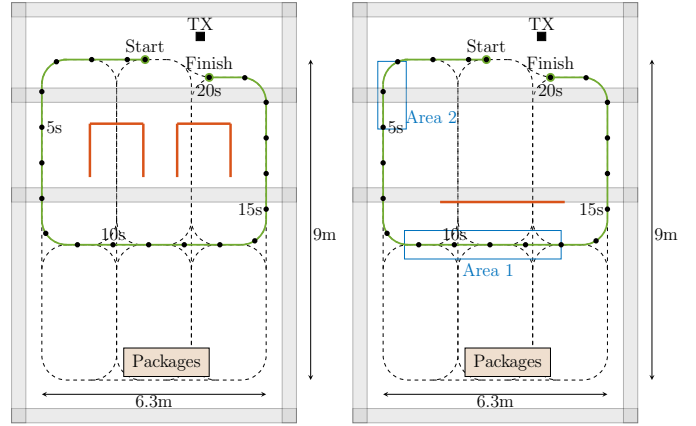 TX
Start
Finish
20s
5s
15s
10s
9m
Packages
6.3m
TX
Start
Finish
20s
Area 2
5s
15s
10s
9m
Area 1
Packages
6.3m